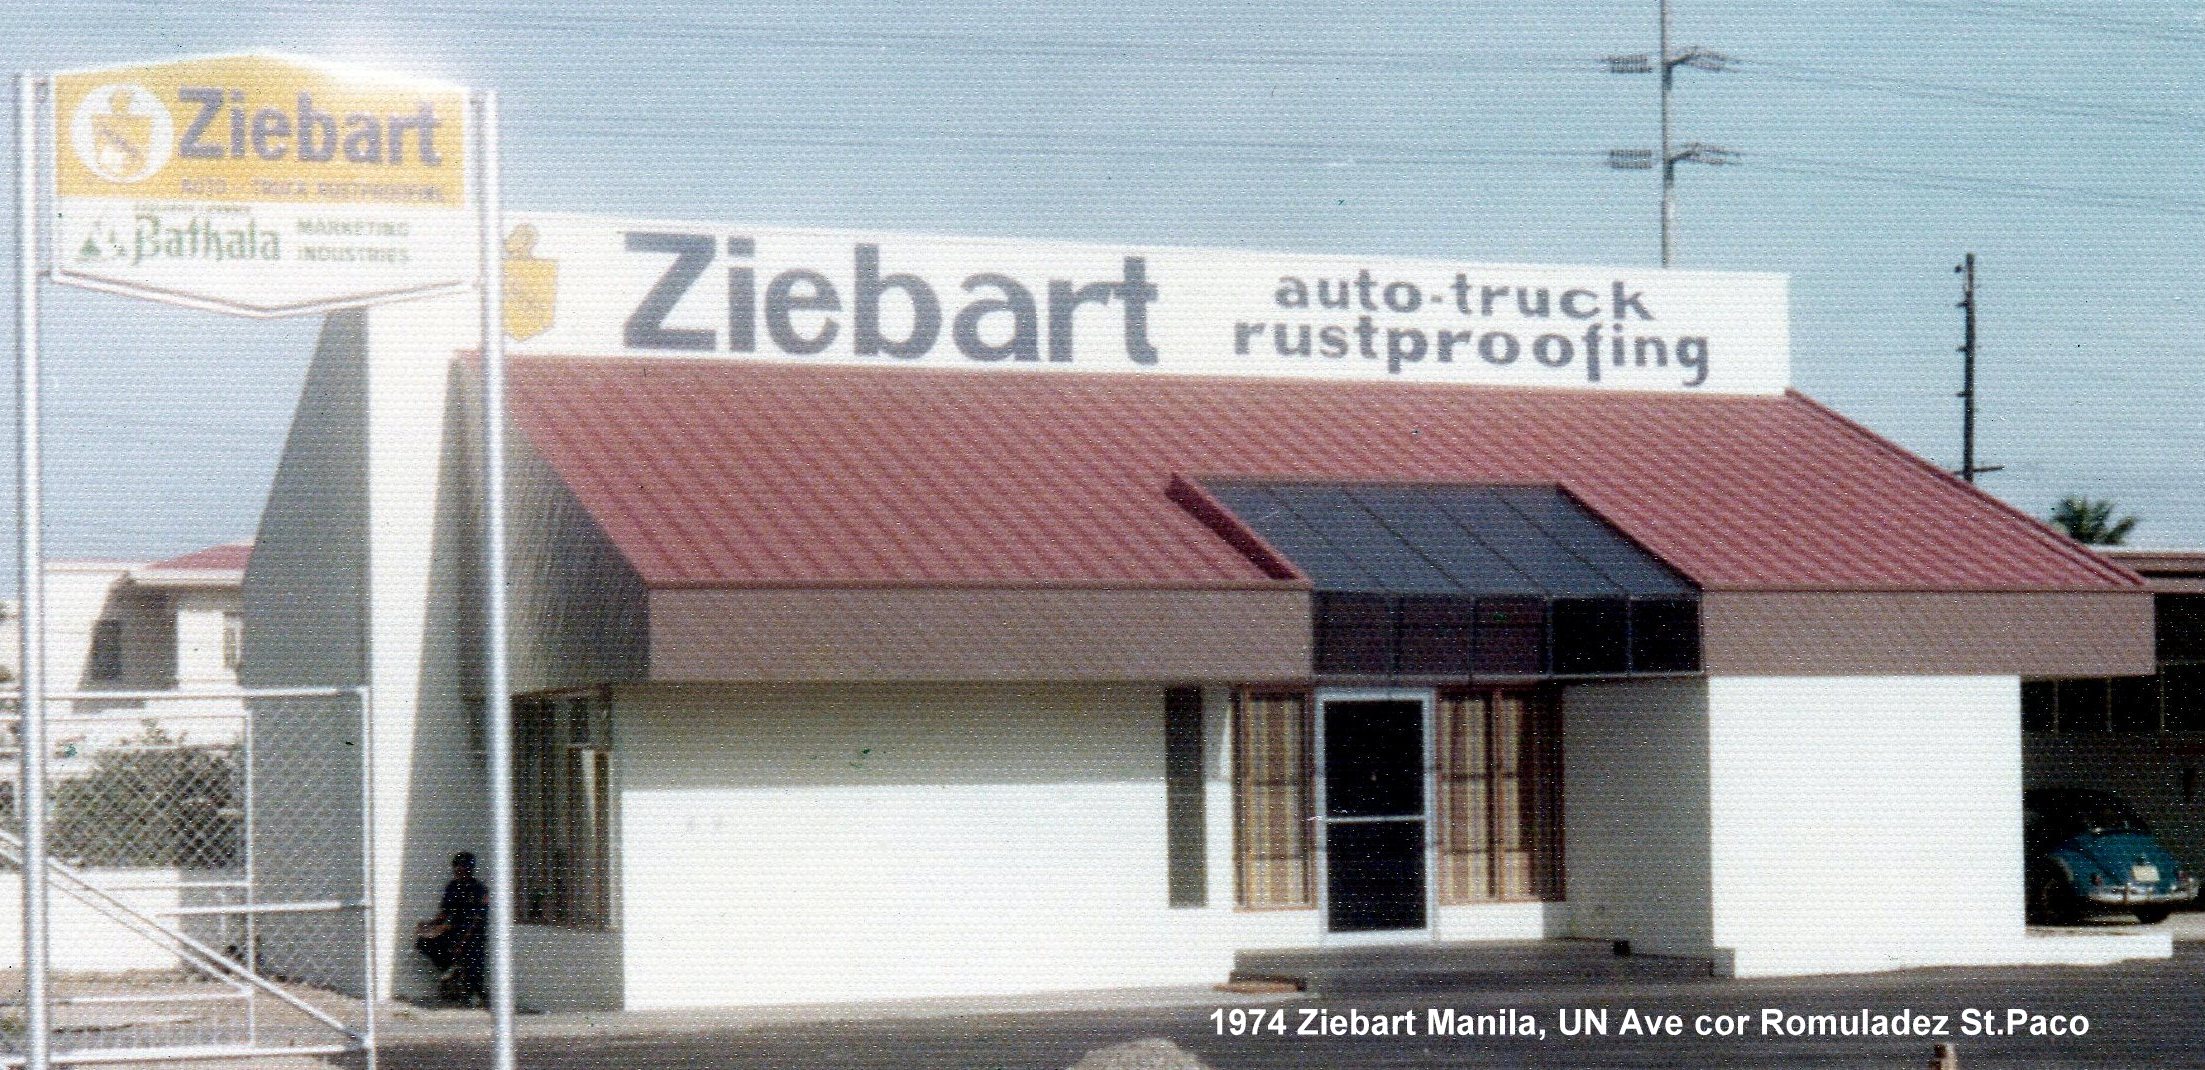 Ziebart
AUTO - TRUCK RUSTPROOFING
Bathala
MARKETING
INDUSTRIES
Ziebart
auto-truck
rustproofing
1974 Ziebart Manila, UN Ave cor Romuladez St.Paco